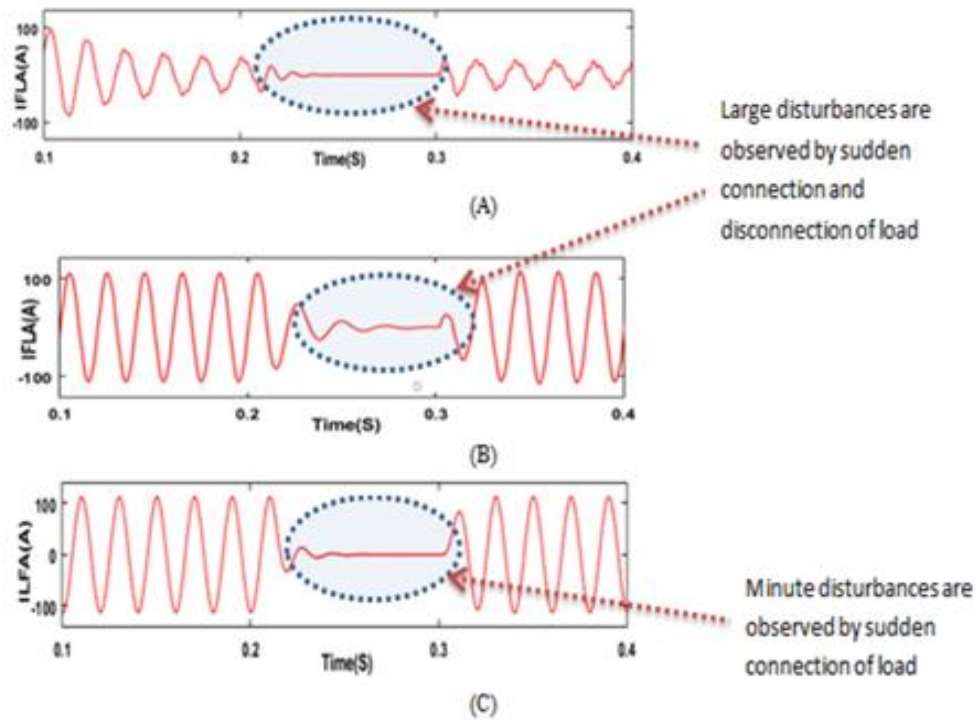 100
IFLA(A)
-100
0.1
0.2
Time(S)
0.3
0.4
(A)
Large disturbances are
observed by sudden
connection and
disconnection of load
100
IFLA(A)
-100
0.1
0.2
Time(S)
0.3
0.4
(B)
100
ILFA(A)
0
-100
0.1
0.2
Time(S)
0.3
0.4
(C)
Minute disturbances are
observed by sudden
connection of load